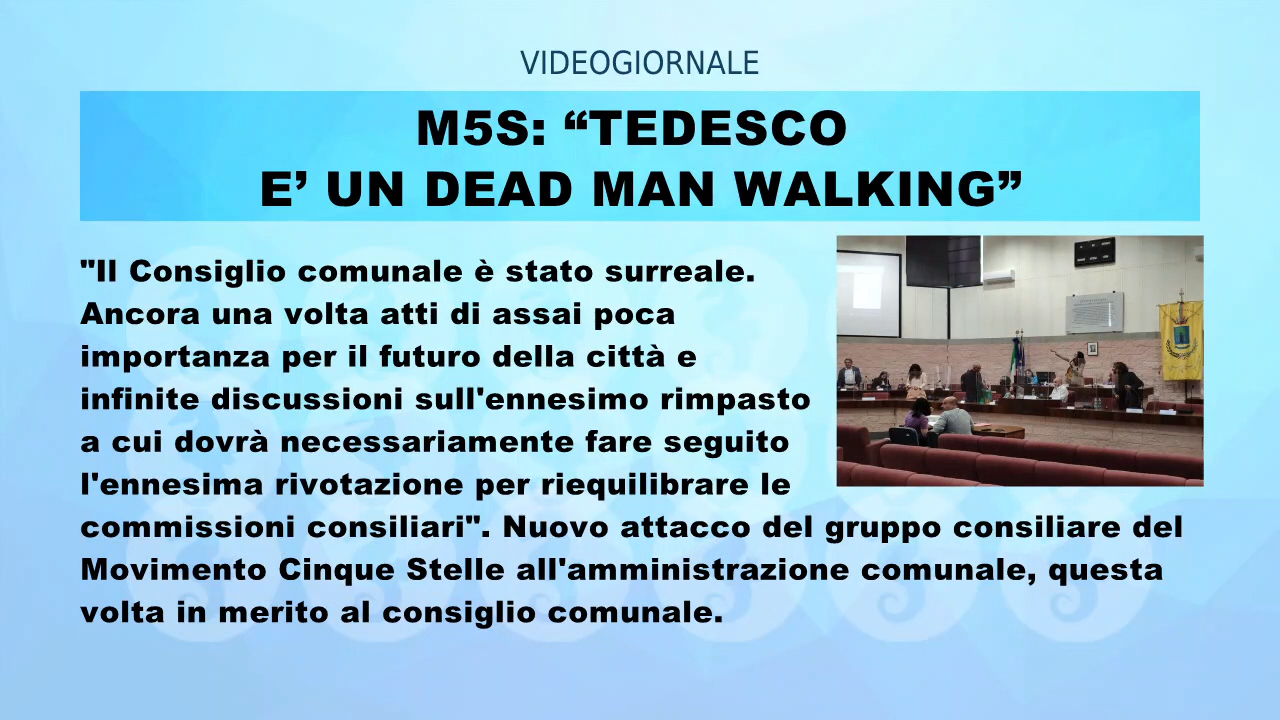 VIDEOGIORNALE
M5S: “TEDESCO
E’ UN DEAD MAN WALKING”
"Il Consiglio comunale è stato surreale.
Ancora una volta atti di assai poca
importanza per il futuro della città e
infinite discussioni sull'ennesimo rimpasto
a cui dovrà necessariamente fare seguito
l'ennesima rivotazione per riequilibrare le
commissioni consiliari". Nuovo attacco del gruppo consiliare del
Movimento Cinque Stelle all'amministrazione comunale, questa
volta in merito al consiglio comunale.